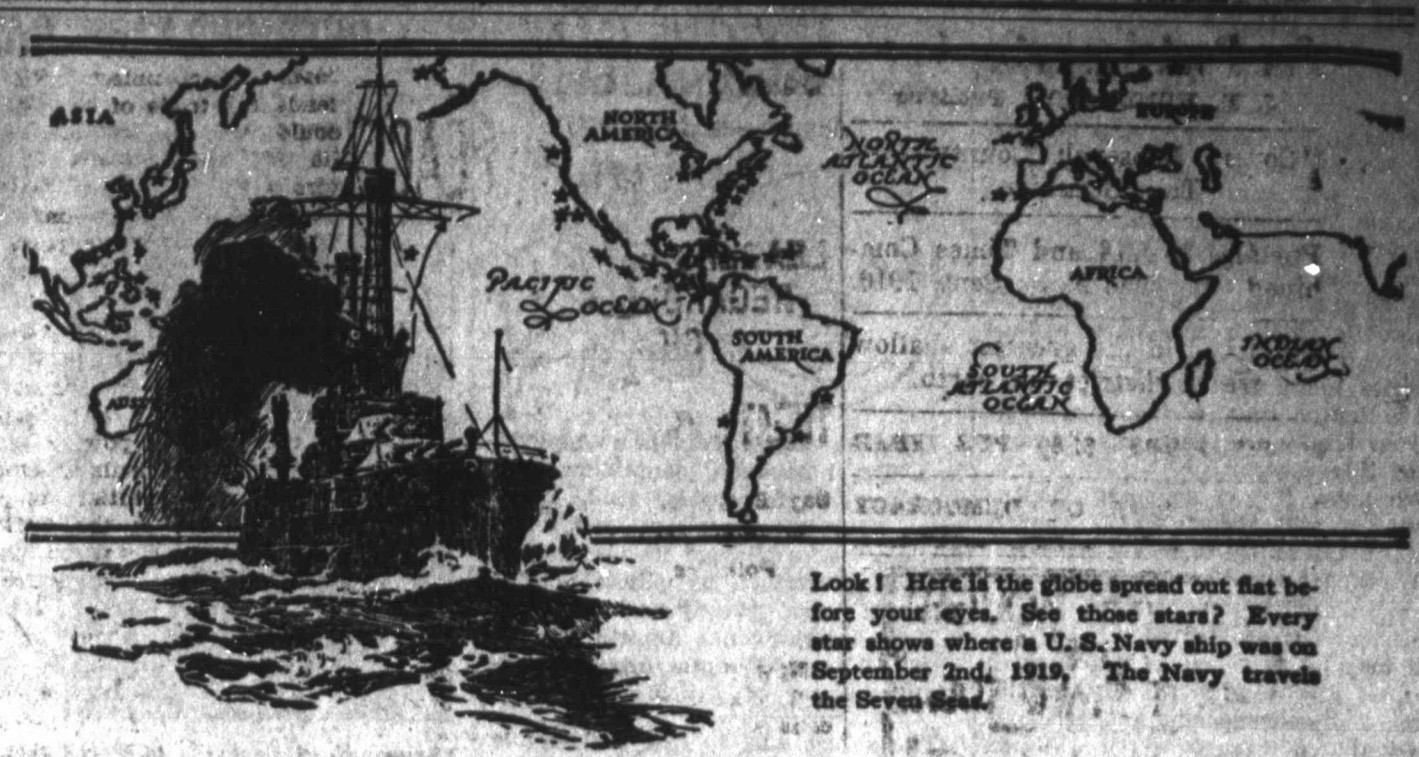 ASIA
NORTH
AMERICA
NORTH
ATLANTIC
OCEAN
EUROPE
PACIFIC
OCEAN
AFRICA
SOUTH
AMERICA
SOUTH
ATLANTIC
OCEAN
INDIAN
OCEAN
AUST
Look! Here is the globe spread out flat be-
fore your eyes. See those stars? Every
star shows where a U. S. Navy ship was on
September 2nd, 1919. The Navy travels
the Seven Seas.